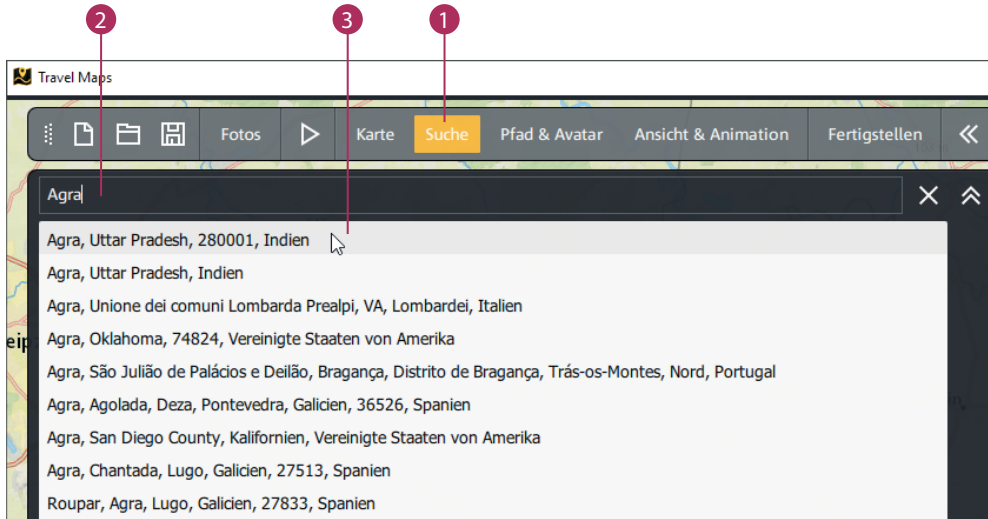 2 3 1
Travel Maps
Fotos Karte Suche Pfad & Avatar Ansicht & Animation Fertigstellen
Agra
Agra, Uttar Pradesh, 280001, Indien
Agra, Uttar Pradesh, Indien
Agra, Unione dei comuni Lombarda Prealpi, VA, Lombardei, Italien
eip
Agra, Oklahoma, 74824, Vereinigte Staaten von Amerika
Agra, São Julião de Palácios e Deilão, Bragança, Distrito de Bragança, Trás-os-Montes, Nord, Portugal
Agra, Agolada, Deza, Pontevedra, Galicien, 36526, Spanien
Agra, San Diego County, Kalifornien, Vereinigte Staaten von Amerika
Agra, Chantada, Lugo, Galicien, 27513, Spanien
Roupar, Agra, Lugo, Galicien, 27833, Spanien